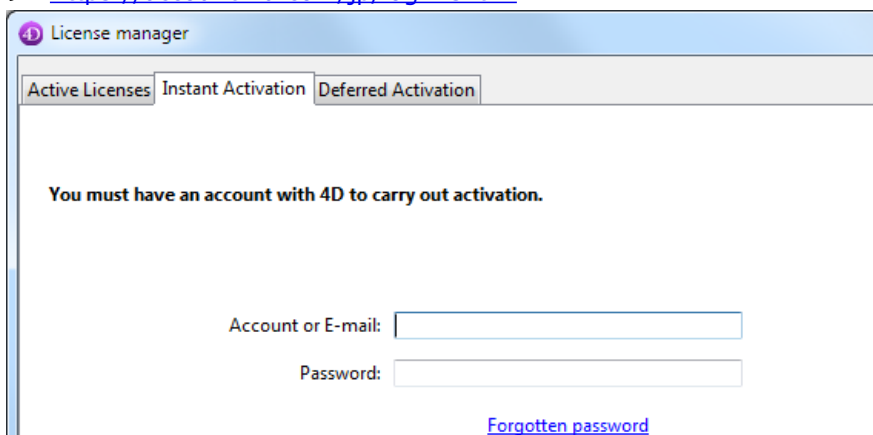 4D License manager
Active Licenses Instant Activation Deferred Activation
You must have an account with 4D to carry out activation.
Account or E-mail:
Password:
Forgotten password